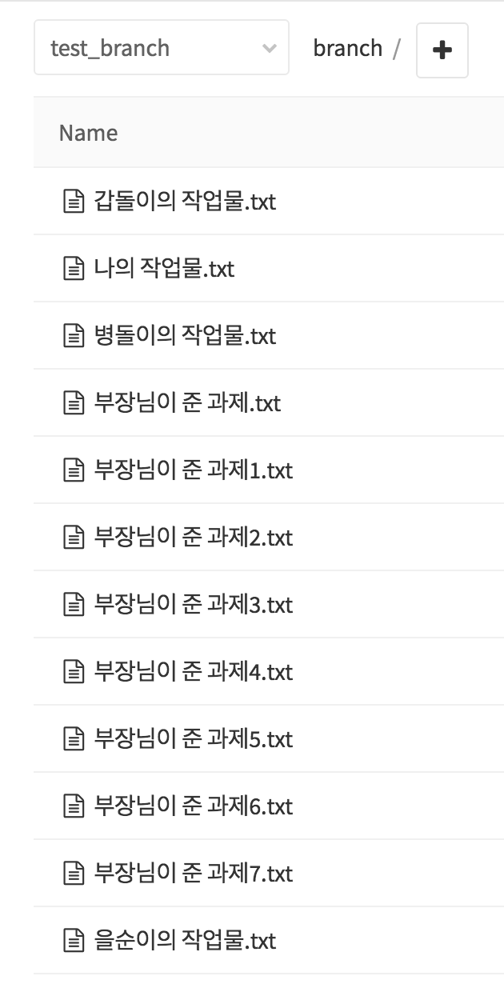 test_branch branch / +
Name
갑돌이의 작업물.txt
나의 작업물.txt
병돌이의 작업물.txt
부장님이 준 과제.txt
부장님이 준 과제1.txt
부장님이 준 과제2.txt
부장님이 준 과제3.txt
부장님이 준 과제4.txt
부장님이 준 과제5.txt
부장님이 준 과제6.txt
부장님이 준 과제7.txt
을순이의 작업물.txt